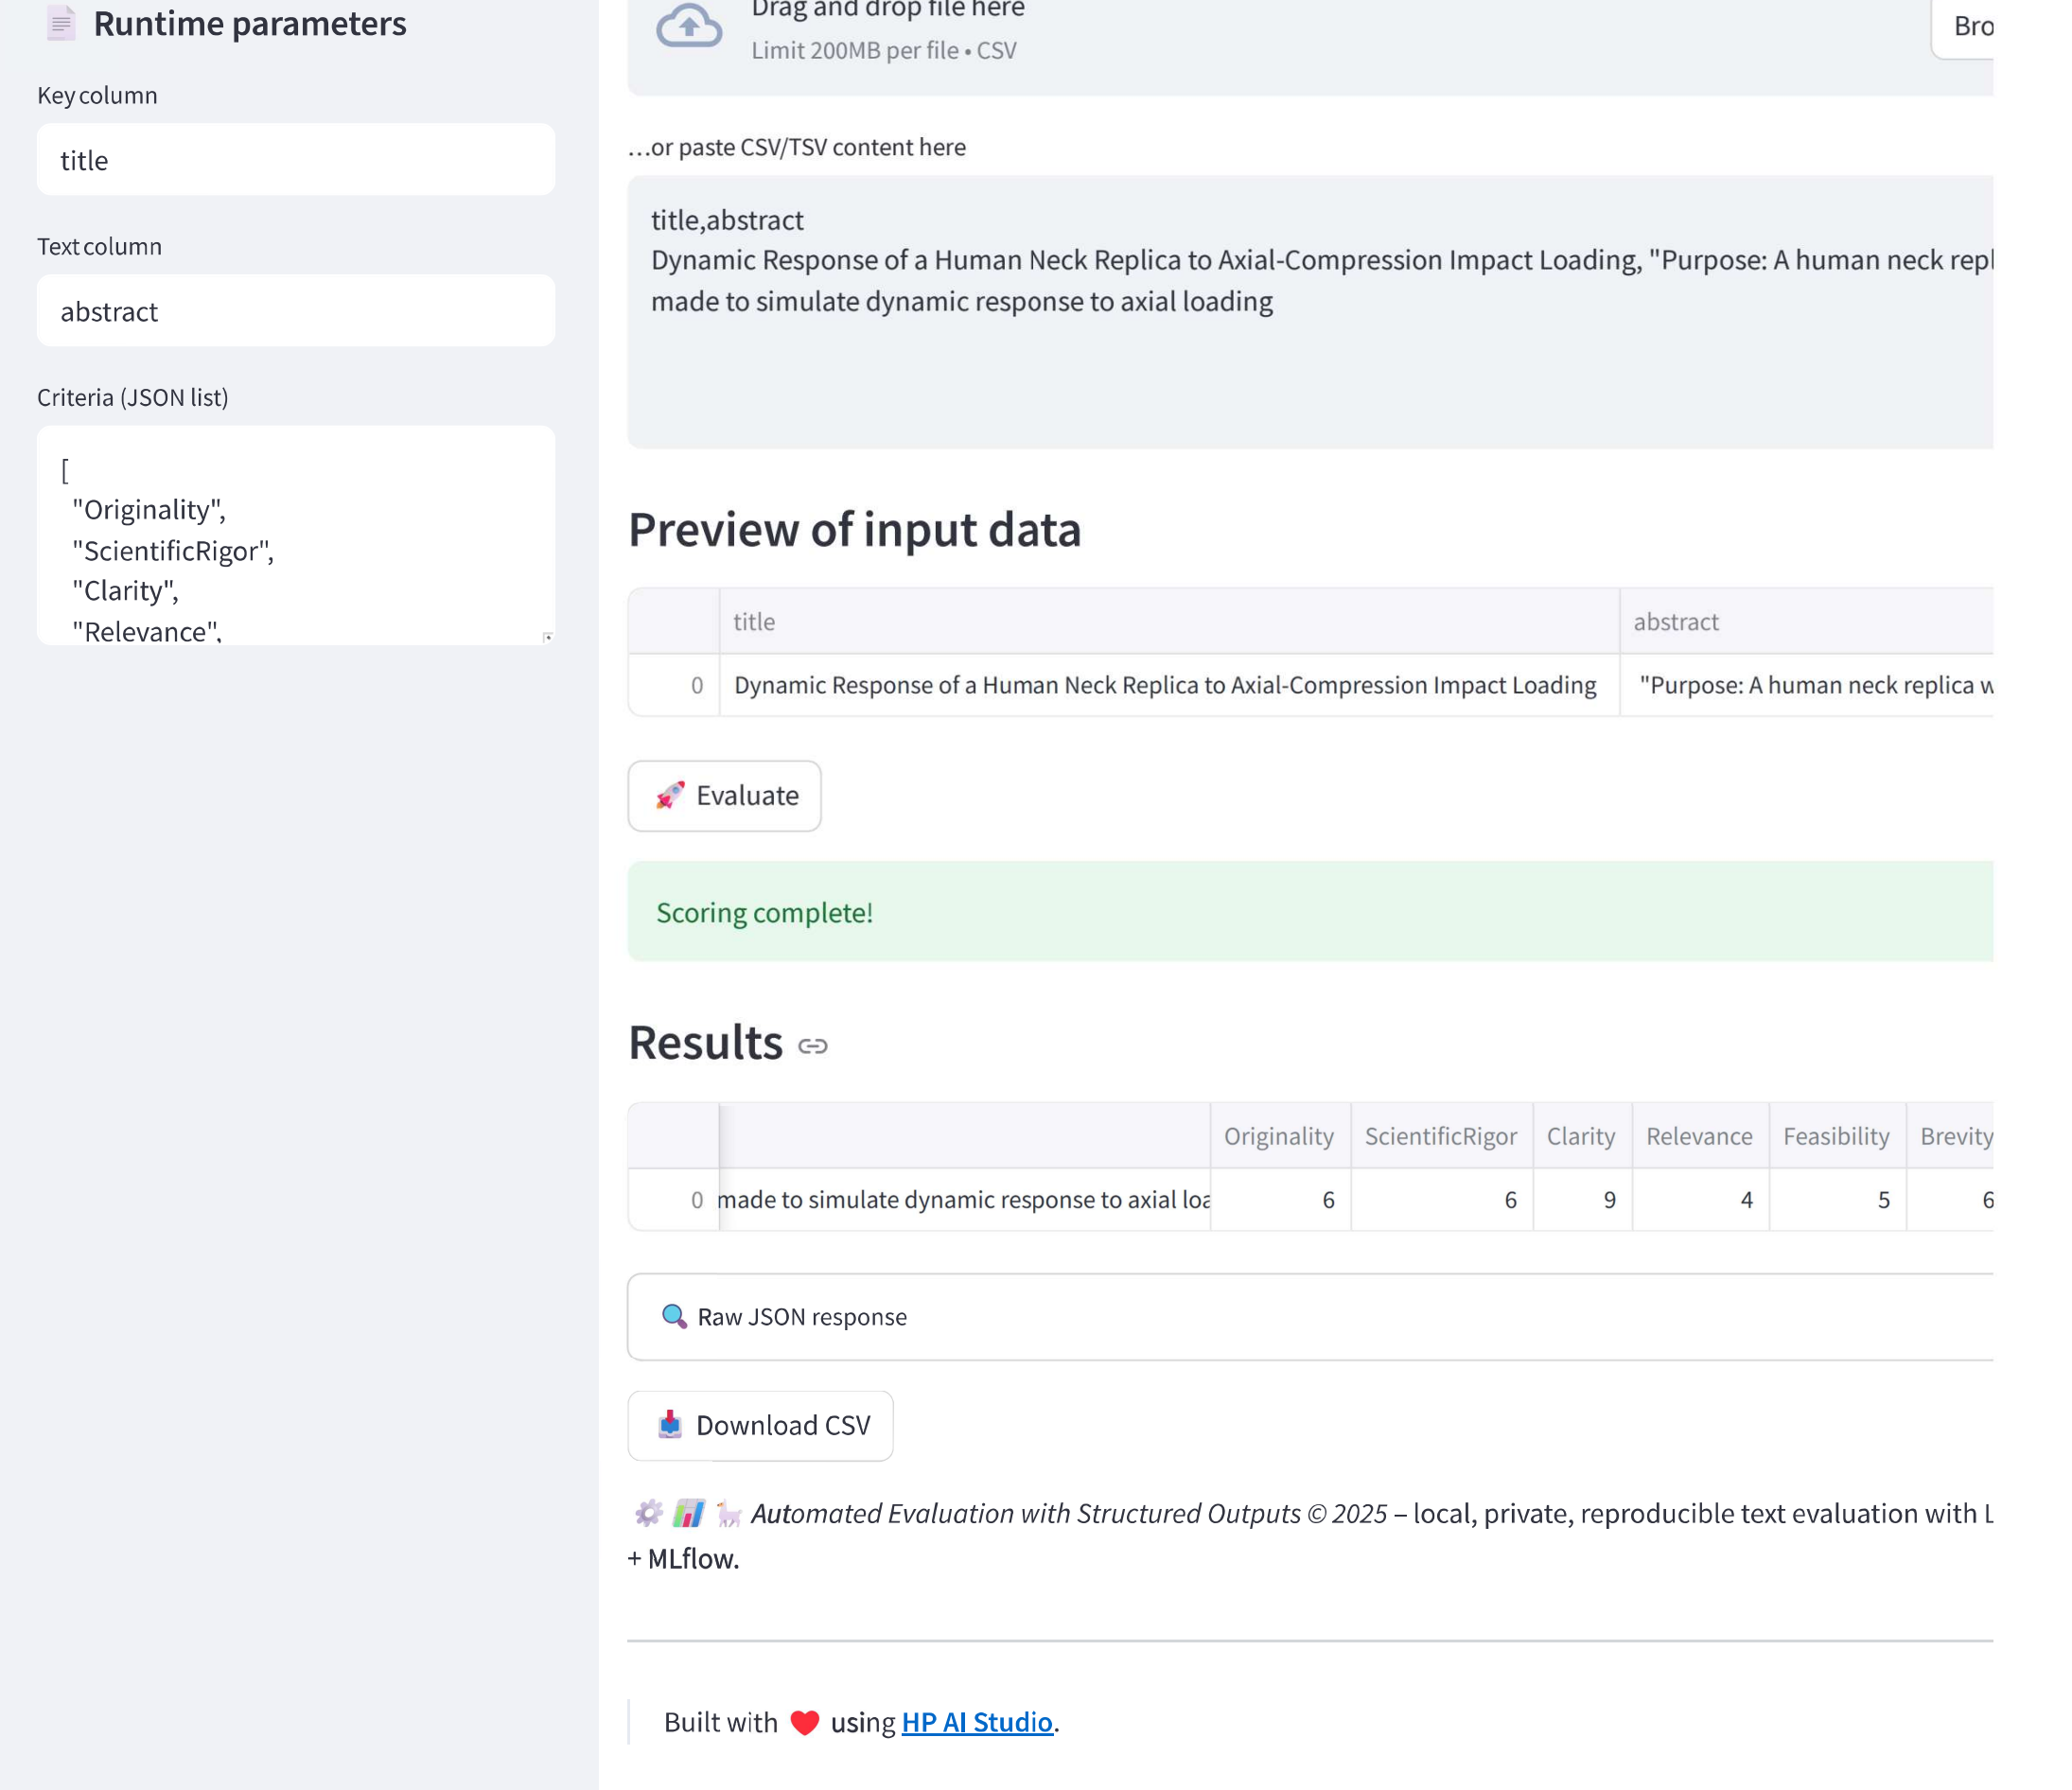 Runtime parameters
Key column
title
Text column
abstract
Criteria (JSON list)
[
"Originality",
"ScientificRigor",
"Clarity",
"Relevance",
Drag and drop file here
Limit 200MB per file • CSV
Bro
...or paste CSV/TSV content here
title,abstract
Dynamic Response of a Human Neck Replica to Axial-Compression Impact Loading, "Purpose: A human neck repl
made to simulate dynamic response to axial loading
Preview of input data
title abstract
0 Dynamic Response of a Human Neck Replica to Axial-Compression Impact Loading "Purpose: A human neck replica w
Evaluate
Scoring complete!
Results
Originality ScientificRigor Clarity Relevance Feasibility Brevity
0 made to simulate dynamic response to axial loa 6 6 9 4 5 6
Raw JSON response
Download CSV
Automated Evaluation with Structured Outputs © 2025 – local, private, reproducible text evaluation with L
+ MLflow.
Built with ❤️ using HP AI Studio.